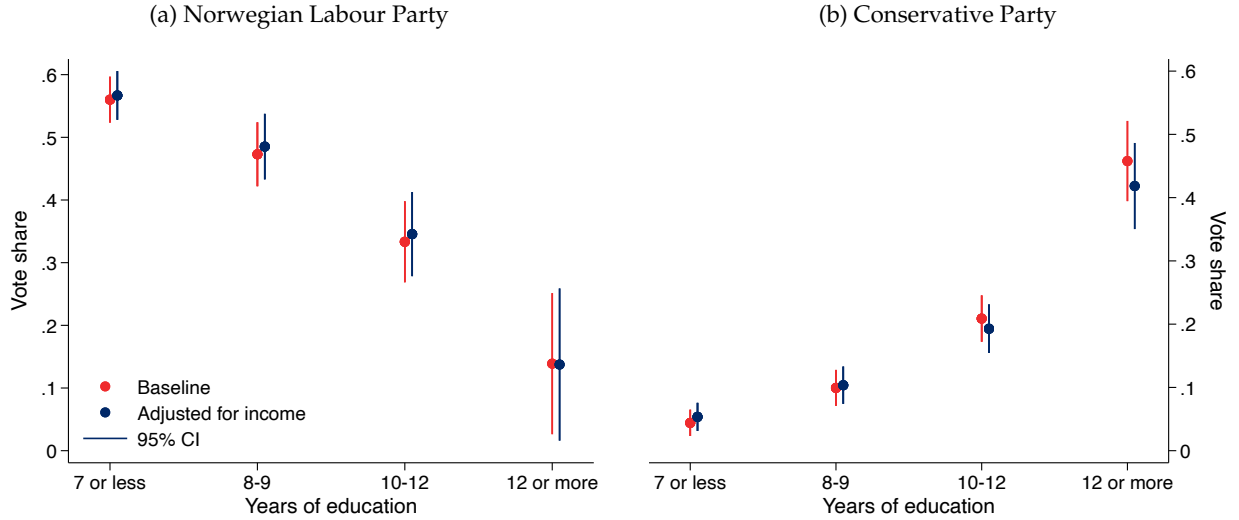 (a) Norwegian Labour Party
.6
.5
.4
.3
.2
.1
0
Vote share
Baseline
Adjusted for income
95% CI
7 or less 8-9 10-12 12 or more
Years of education
(b) Conservative Party
.6
.5
.4
.3
.2
.1
0
Vote share
7 or less 8-9 10-12 12 or more
Years of education